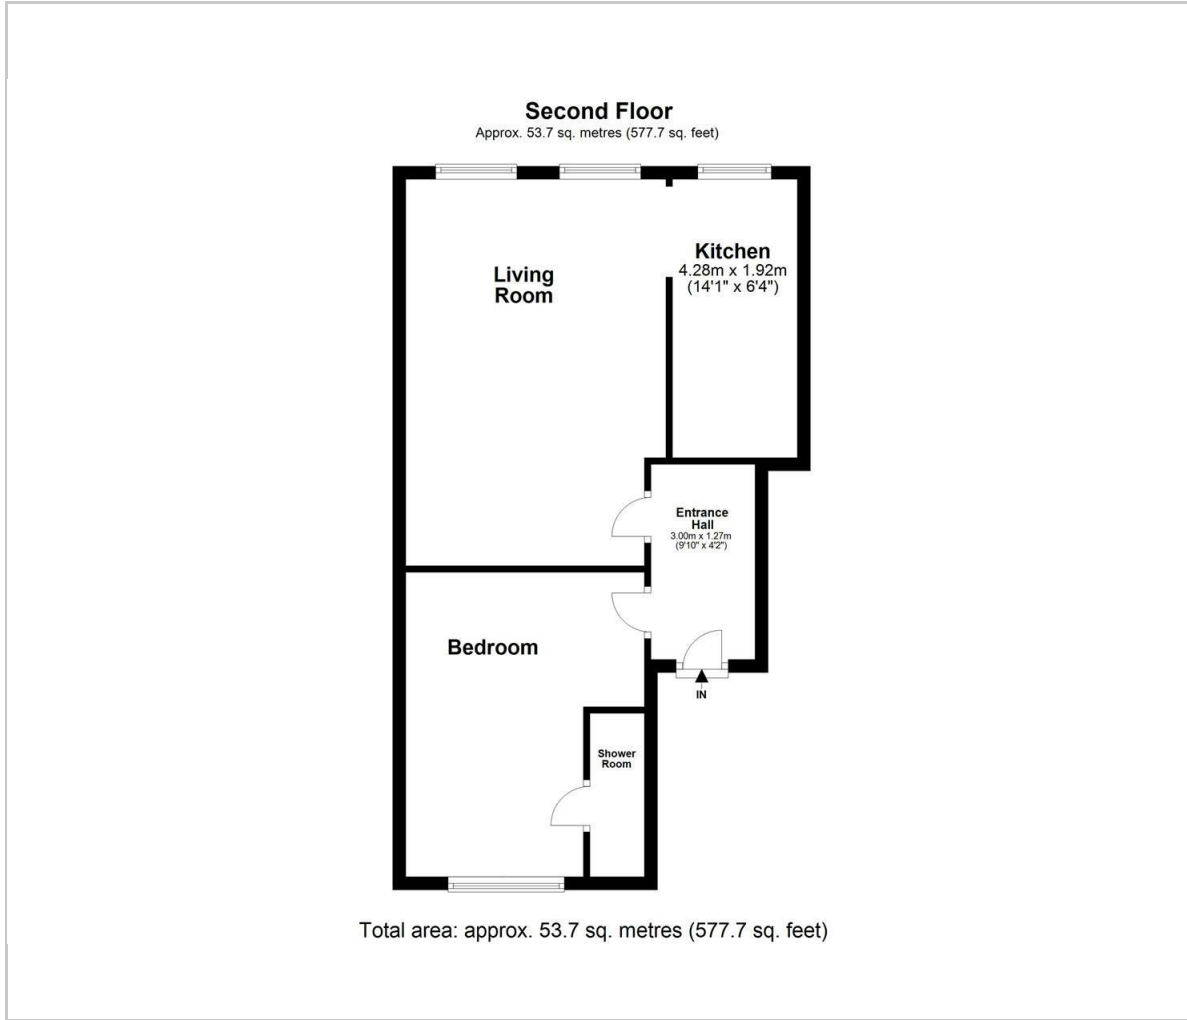 Second Floor
Approx. 53.7 sq. metres (577.7 sq. feet)
Living
Room
Kitchen
4.28m x 1.92m
(14'1" x 6'4")
Entrance
Hall
3.00m x 1.27m
(9'10" x 4'2")
Bedroom
IN
Shower
Room
Total area: approx. 53.7 sq. metres (577.7 sq. feet)